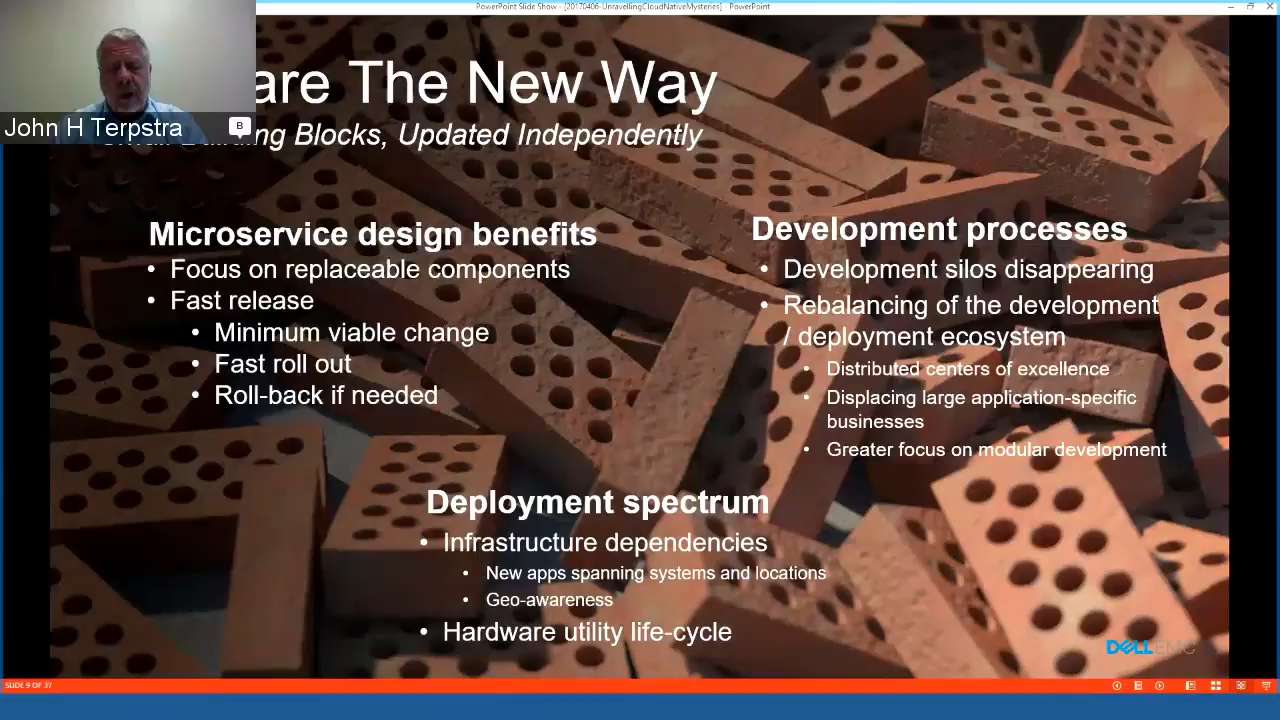 PowerPoint Slide Show - [20170406-UnravellingCloudNativeMysteries] - PowerPoint
are The New Way
Blocks, Updated Independently
John H Terpstra
B
Microservice design benefits
• Focus on replaceable components
• Fast release
• Minimum viable change
• Fast roll out
• Roll-back if needed
Development processes
• Development silos disappearing
• Rebalancing of the development
/ deployment ecosystem
• Distributed centers of excellence
• Displacing large application-specific
businesses
• Greater focus on modular development
Deployment spectrum
• Infrastructure dependencies
• New apps spanning systems and locations
• Geo-awareness
• Hardware utility life-cycle
DELL EMC
SLIDE 9 OF 37